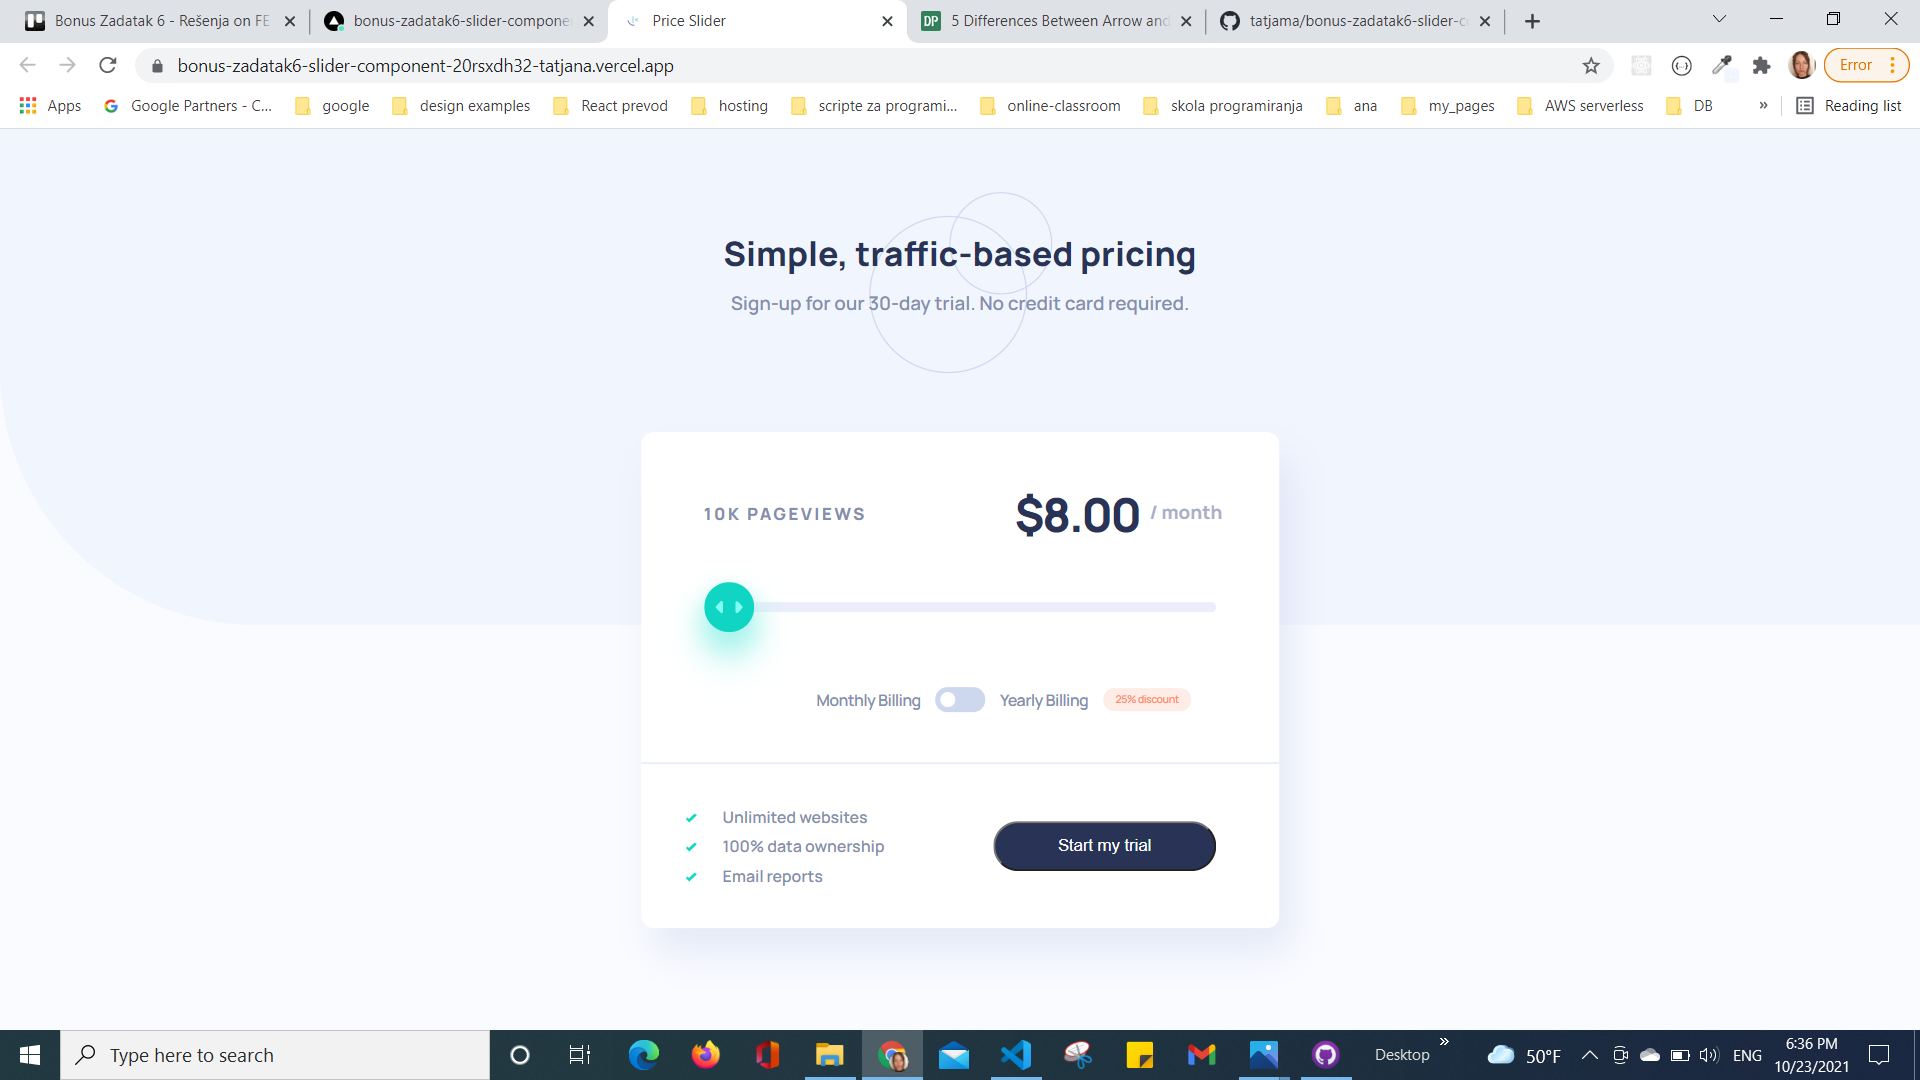 Bonus Zadatak 6 - Rešenja on FE
bonus-zadatak6-slider-compone
Price Slider
DP
5 Differences Between Arrow and
tatjama/bonus-zadatak6-slider-c
bonus-zadatak6-slider-component-20rsxdh32-tatjana.vercel.app
Error
Apps
Google Partners - C...
google
design examples
React prevod
hosting
scripte za programi...
online-classroom
skola programiranja
ana
my_pages
AWS serverless
DB
»
Reading list
Simple, traffic-based pricing
Sign-up for our 30-day trial. No credit card required.
10K PAGEVIEWS
$8.00 / month
Monthly Billing
Yearly Billing
25% discount
Unlimited websites
100% data ownership
Email reports
Start my trial
Type here to search
Desktop
»
50°F
ENG
6:36 PM
10/23/2021